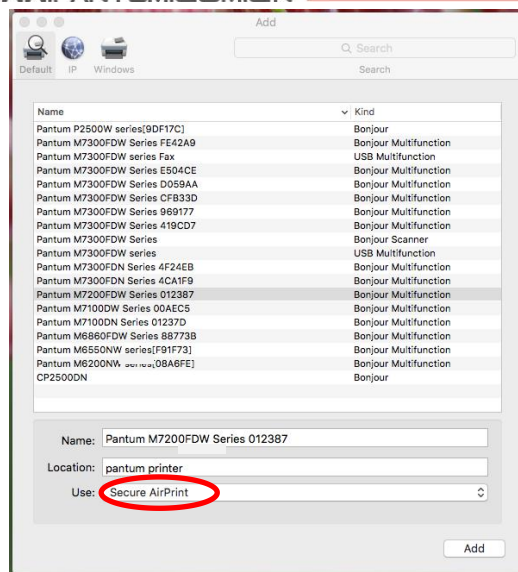 Add
Search
Default IP Windows Search
Name Kind
Pantum P2500W series[9DF17C] Bonjour
Pantum M7300FDW Series FE42A9 Bonjour Multifunction
Pantum M7300FDW series Fax USB Multifunction
Pantum M7300FDW Series E504CE Bonjour Multifunction
Pantum M7300FDW Series D059AA Bonjour Multifunction
Pantum M7300FDW Series CFB33D Bonjour Multifunction
Pantum M7300FDW Series 969177 Bonjour Multifunction
Pantum M7300FDW Series 419CD7 Bonjour Multifunction
Pantum M7300FDW Series Bonjour Scanner
Pantum M7300FDW series USB Multifunction
Pantum M7300FDN Series 4F24EB Bonjour Multifunction
Pantum M7300FDN Series 4CA1F9 Bonjour Multifunction
Pantum M7200FDW Series 012387 Bonjour Multifunction
Pantum M7100DW Series 00AEC5 Bonjour Multifunction
Pantum M7100DN Series 01237D Bonjour Multifunction
Pantum M6860FDW Series 88773B Bonjour Multifunction
Pantum M6550NW series[F91F73] Bonjour Multifunction
Pantum M6200NW series[08A6FE] Bonjour Multifunction
CP2500DN Bonjour
Name: Pantum M7200FDW Series 012387
Location: pantum printer
Use: Secure AirPrint
Add